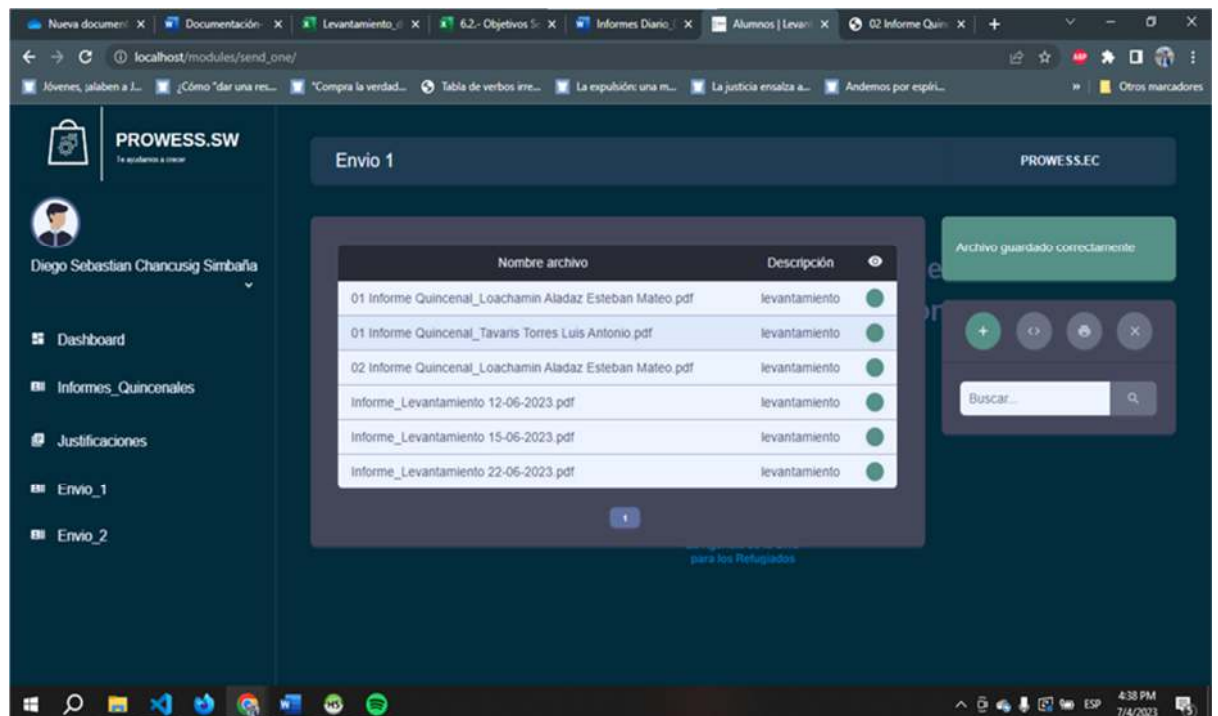 Nueva document
Documentación-
Levantamiento_d
6.2.- Objetivos S
Informes Diario_
Alumnos | Levan
02 Informe Quin
localhost/modules/send_one/
Jóvenes, ¡alaben a J...
¿Cómo "dar una res...
"Compra la verdad...
Tabla de verbos irre...
La expulsión: una m...
La justicia ensalza a...
Andemos por espíri...
»
Otros marcadores
PROWESS.SW
Te ayudamos a crecer
Envio 1
PROWESS.EC
Diego Sebastian Chancusig Simbaña
Archivo guardado correctamente
Nombre archivo Descripción
01 Informe Quincenal_Loachamin Aladaz Esteban Mateo.pdf levantamiento
01 Informe Quincenal_Tavaris Torres Luis Antonio.pdf levantamiento
02 Informe Quincenal_Loachamin Aladaz Esteban Mateo.pdf levantamiento
Informe_Levantamiento 12-06-2023.pdf levantamiento
Informe_Levantamiento 15-06-2023.pdf levantamiento
Informe_Levantamiento 22-06-2023.pdf levantamiento
1
Buscar...
Dashboard
Informes_Quincenales
Justificaciones
Envio_1
Envio_2
para los Refugiados
ESP
4:38 PM
7/4/2023